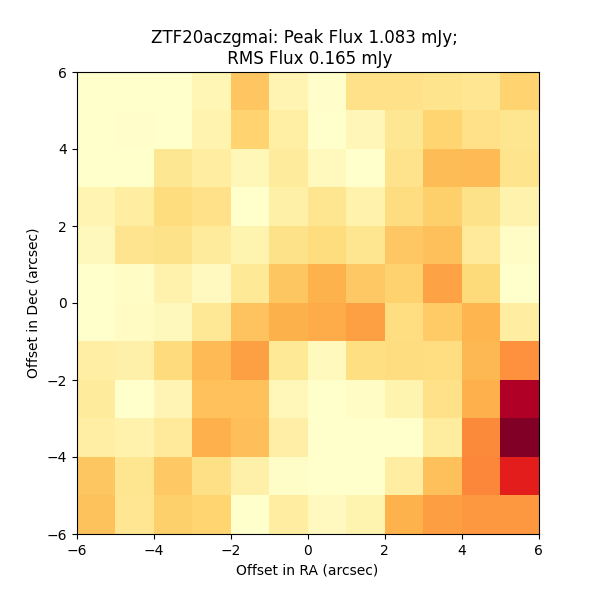 ZTF20aczgmai: Peak Flux 1.083 mJy;
RMS Flux 0.165 mJy
6
4
2
0
−2
−4
−6
Offset in Dec (arcsec)
−6 −4 −2 0 2 4 6
Offset in RA (arcsec)